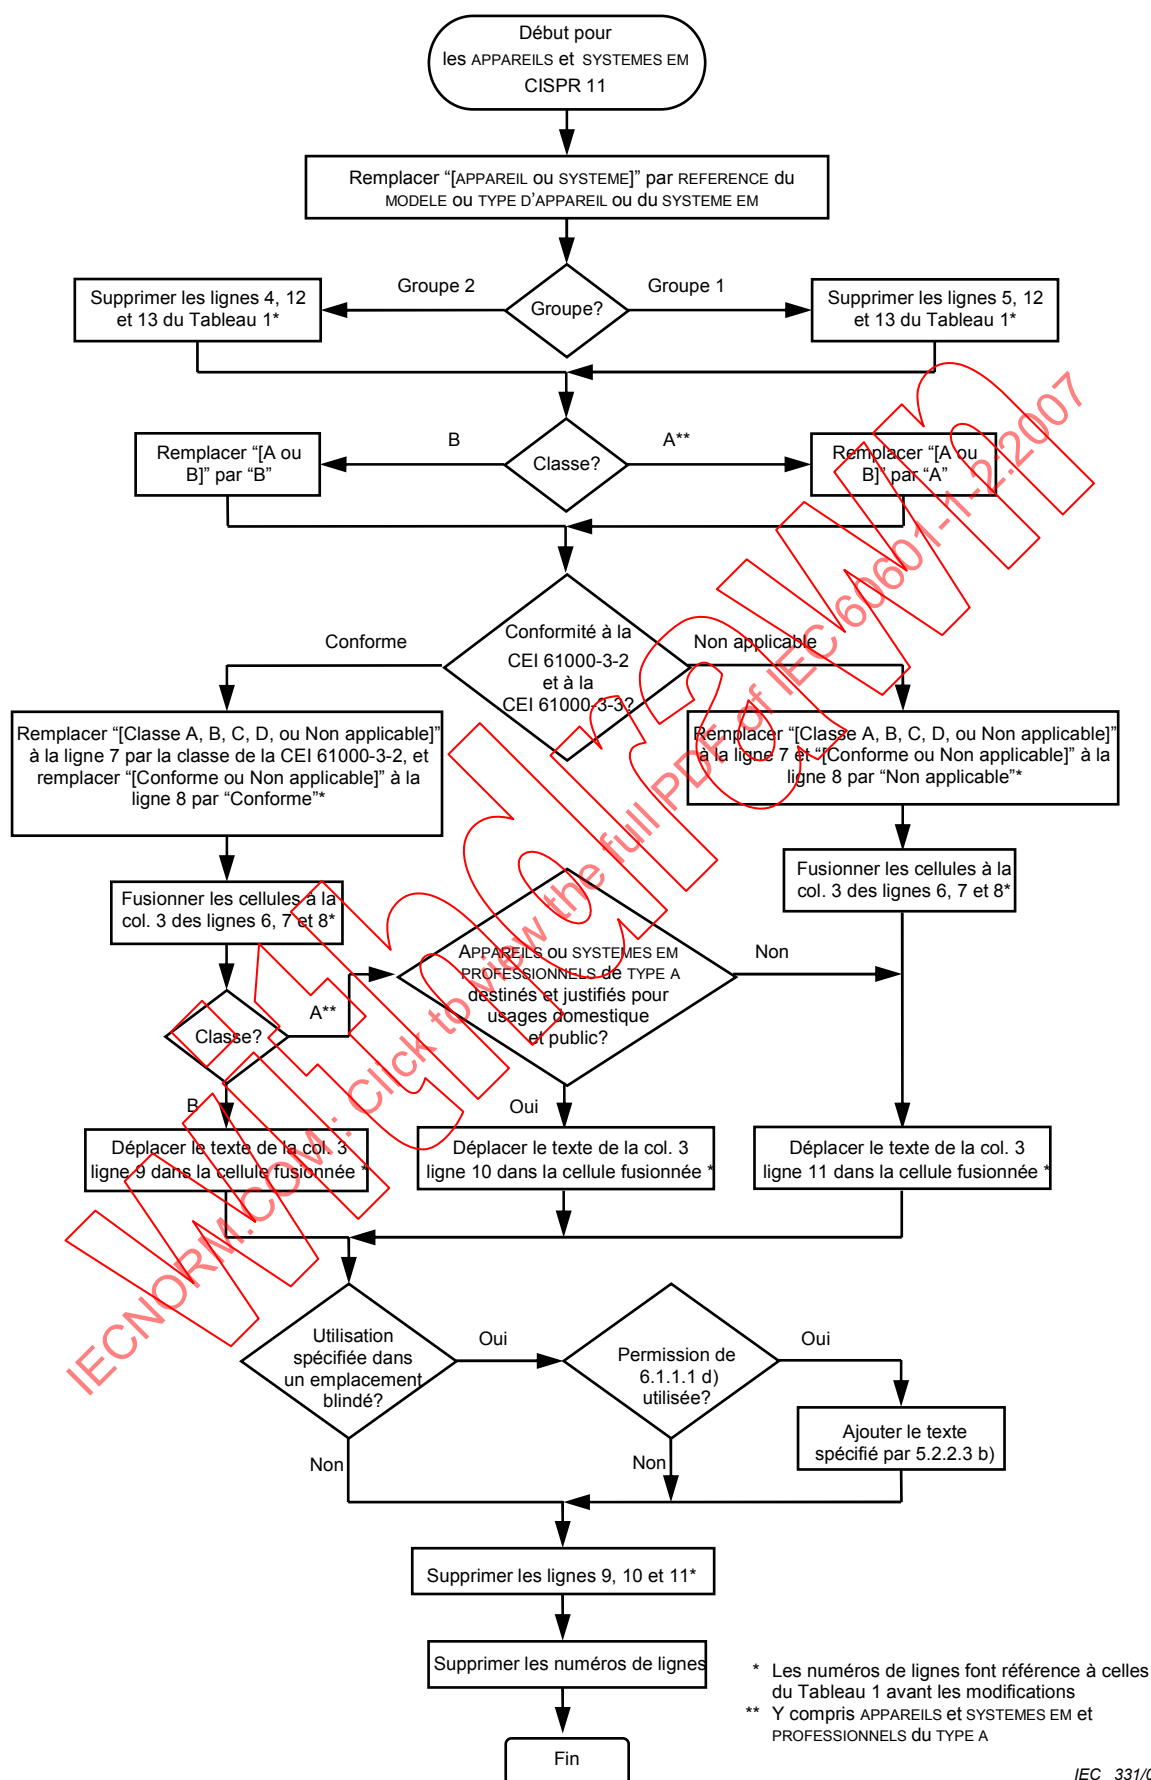 Début pour
les APPAREILS et SYSTEMES EM
CISPR 11
Remplacer “[APPAREIL ou SYSTEME]” par REFERENCE du
MODELE ou TYPE D’APPAREIL ou du SYSTEME EM
Groupe 2
Groupe?
Groupe 1
Supprimer les lignes 4, 12
et 13 du Tableau 1*
Supprimer les lignes 5, 12
et 13 du Tableau 1*
B
Classe?
A**
Remplacer “[A ou
B]” par “B”
Remplacer “[A ou
B]” par “A”
Conforme
Conformité à la
CEI 61000-3-2
et à la
CEI 61000-3-3?
Non applicable
Remplacer “[Classe A, B, C, D, ou Non applicable]”
à la ligne 7 par la classe de la CEI 61000-3-2, et
remplacer “[Conforme ou Non applicable]” à la
ligne 8 par “Conforme”*
Remplacer “[Classe A, B, C, D, ou Non applicable]”
à la ligne 7 et “[Conforme ou Non applicable]” à la
ligne 8 par “Non applicable”*
Fusionner les cellules à la
col. 3 des lignes 6, 7 et 8*
Fusionner les cellules à la
col. 3 des lignes 6, 7 et 8*
Classe?
A**
B
APPAREILS ou SYSTEMES EM
PROFESSIONNELS de TYPE A
destinés et justifiés pour
usages domestique
et public?
Non
Oui
Déplacer le texte de la col. 3
ligne 9 dans la cellule fusionnée *
Déplacer le texte de la col. 3
ligne 10 dans la cellule fusionnée *
Déplacer le texte de la col. 3
ligne 11 dans la cellule fusionnée *
Utilisation
spécifiée dans
un emplacement
blindé?
Oui
Non
Permission de
6.1.1.1 d)
utilisée?
Oui
Non
Ajouter le texte
spécifié par 5.2.2.3 b)
Supprimer les lignes 9, 10 et 11*
Supprimer les numéros de lignes
Fin
* Les numéros de lignes font référence à celles
du Tableau 1 avant les modifications
** Y compris APPAREILS et SYSTEMES EM et
PROFESSIONNELS du TYPE A
IEC 331/0
Withdrawn
IECNORM.COM : Click to view the full PDF of IEC 60601-1-2:2007